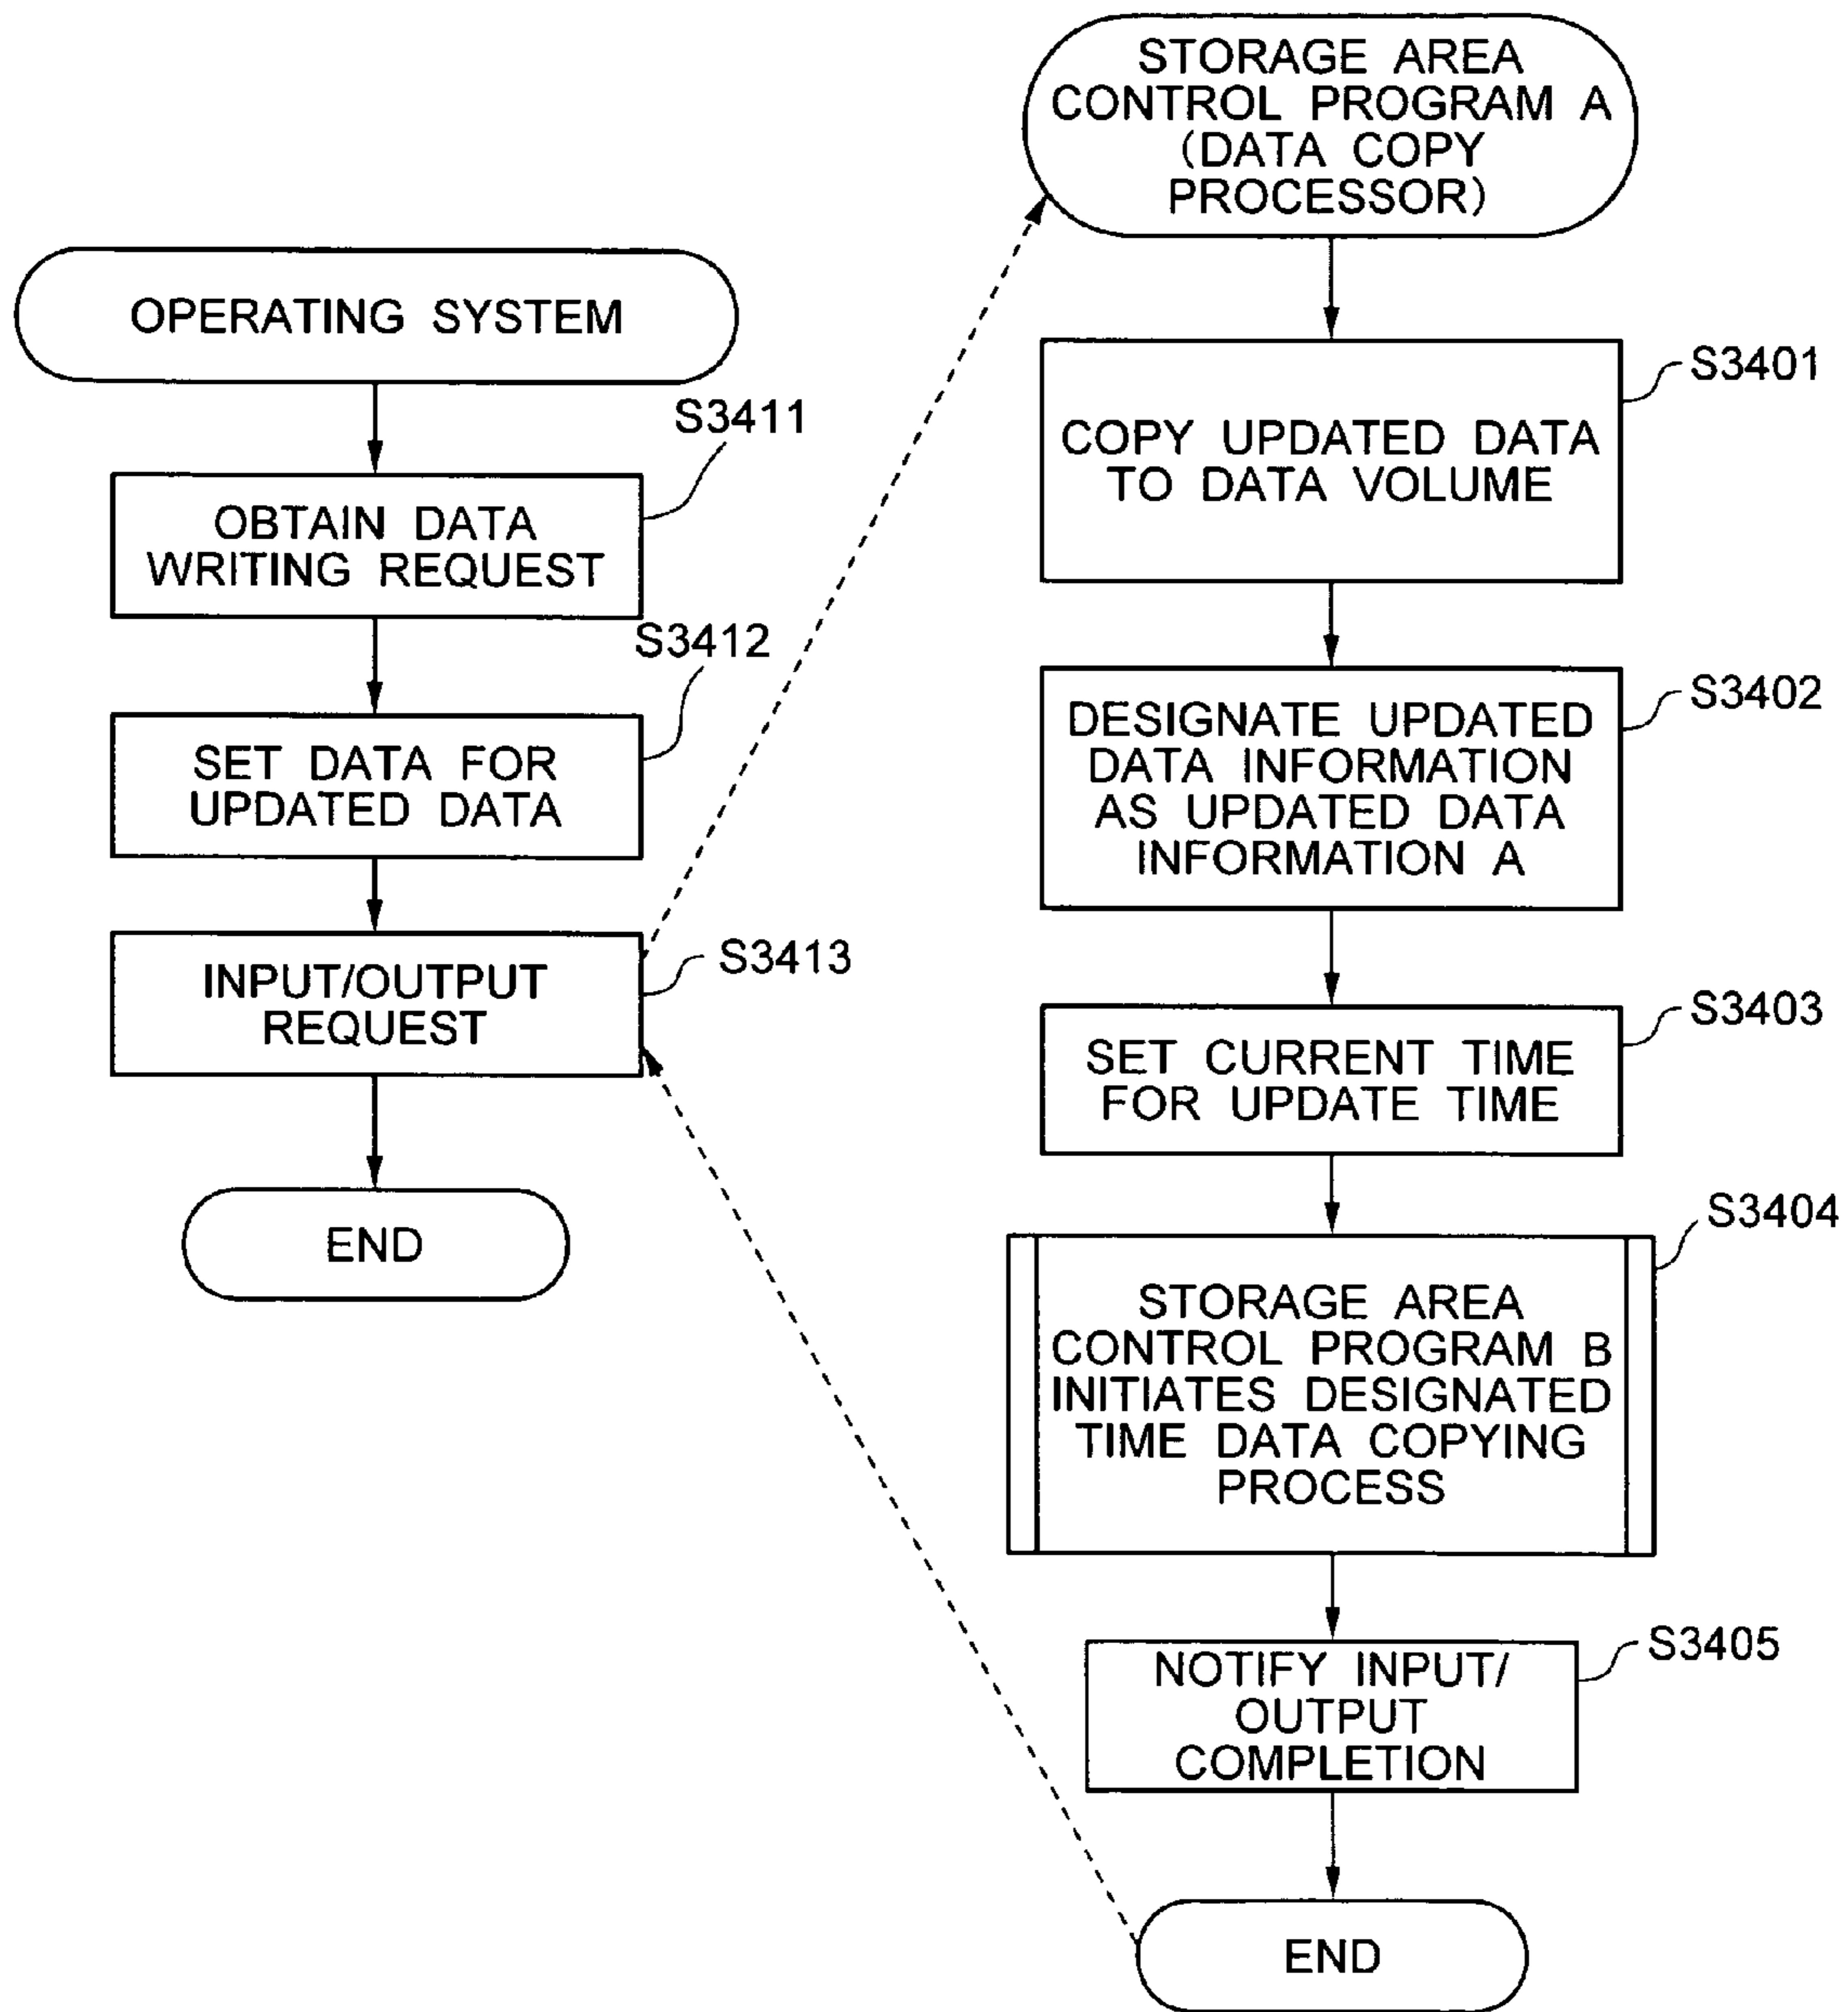 OPERATING SYSTEM
S3411
OBTAIN DATA
WRITING REQUEST
S3412
SET DATA FOR
UPDATED DATA
S3413
INPUT/OUTPUT
REQUEST
END
STORAGE AREA
CONTROL PROGRAM A
(DATA COPY
PROCESSOR)
S3401
COPY UPDATED DATA
TO DATA VOLUME
S3402
DESIGNATE UPDATED
DATA INFORMATION
AS UPDATED DATA
INFORMATION A
S3403
SET CURRENT TIME
FOR UPDATE TIME
S3404
STORAGE AREA
CONTROL PROGRAM B
INITIATES DESIGNATED
TIME DATA COPYING
PROCESS
S3405
NOTIFY INPUT/
OUTPUT
COMPLETION
END